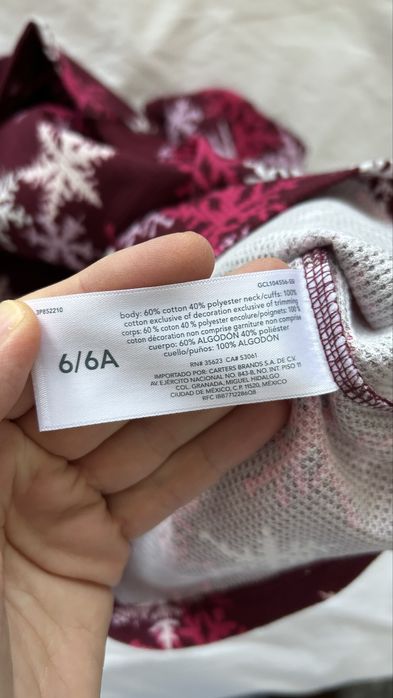 3P852210
GCL104556-EB
body: 60% cotton 40% polyester neck/cuffs: 100%
cotton exclusive of decoration exclusive of trimming
corps: 60 % coton 40 % polyester encolure/poignets: 100 %
coton décoration non comprise garniture non comprise
cuerpo: 60% ALGODÓN 40% poliéster
cuello/puños: 100% ALGODÓN
6/6A
RN# 35623 CA# 53061
IMPORTADO POR: CARTERS BRANDS S.A. DE C.V.
AV. EJÉRCITO NACIONAL NO. 843-B, NO. INT. PISO 11
COL. GRANADA, MIGUEL HIDALGO
CIUDAD DE MÉXICO, C.P. 11520, MÉXICO
RFC IBB7712286Q8